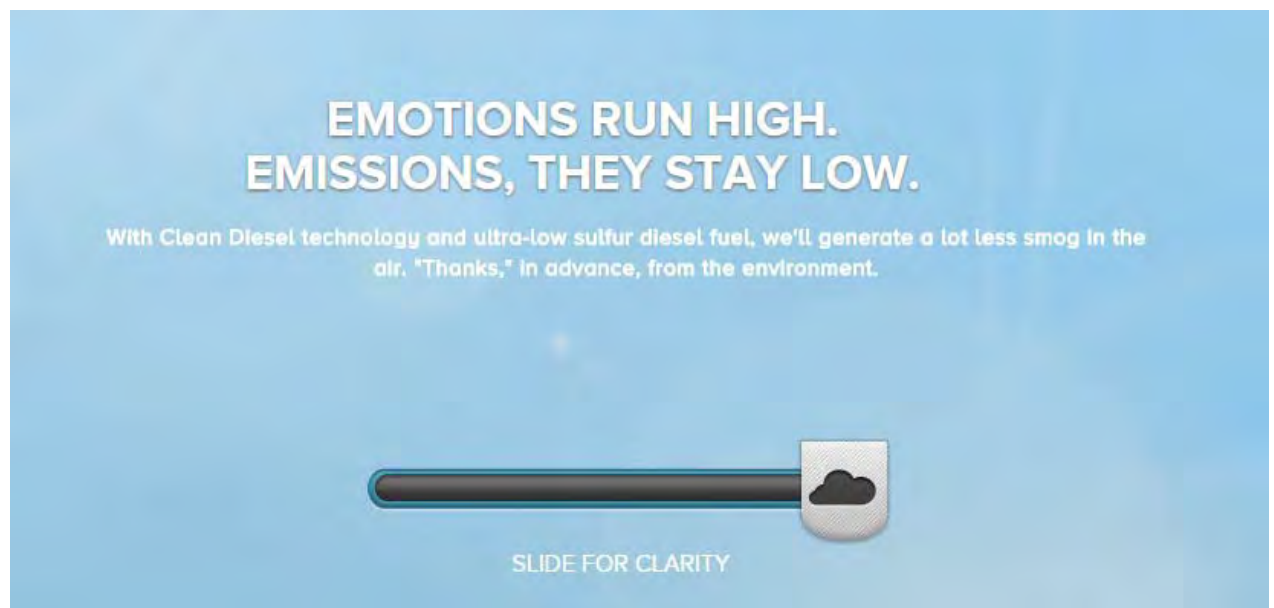 EMOTIONS RUN HIGH.
EMISSIONS, THEY STAY LOW.
With Clean Diesel technology and ultra-low sulfur diesel fuel, we'll generate a lot less smog in the
air. "Thanks," in advance, from the environment.
SLIDE FOR CLARITY